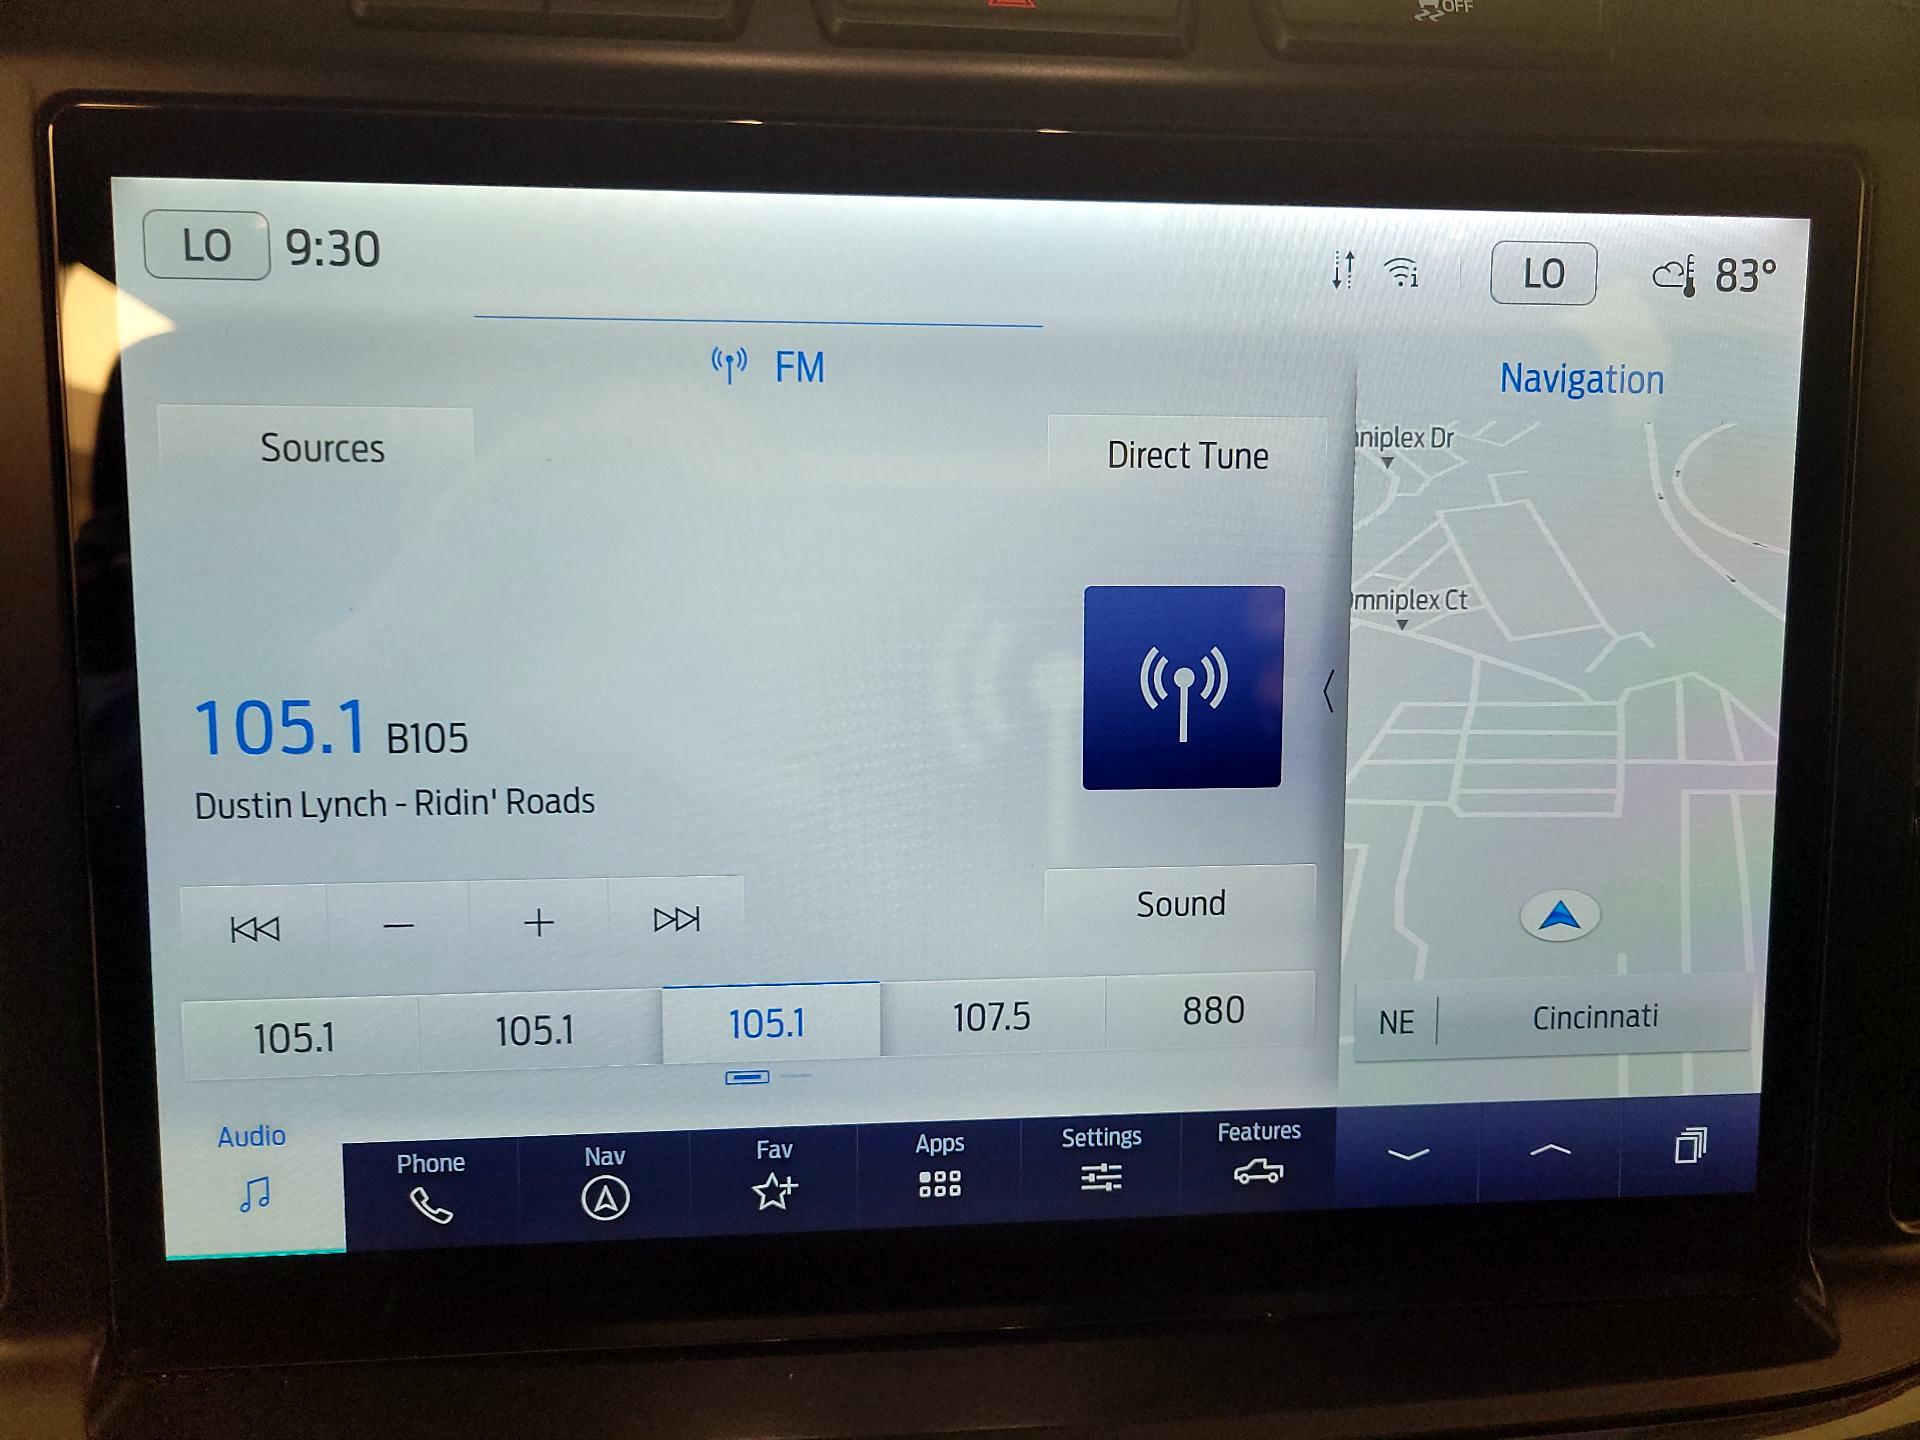 OFF
LO 9:30 LO 83°
FM
Navigation
Sources
Direct Tune
niplex Dr
mniplex Ct
105.1 B105
Dustin Lynch - Ridin' Roads
Sound
105.1 105.1 105.1 107.5 880
NE Cincinnati
Audio Phone Nav Fav Apps Settings Features